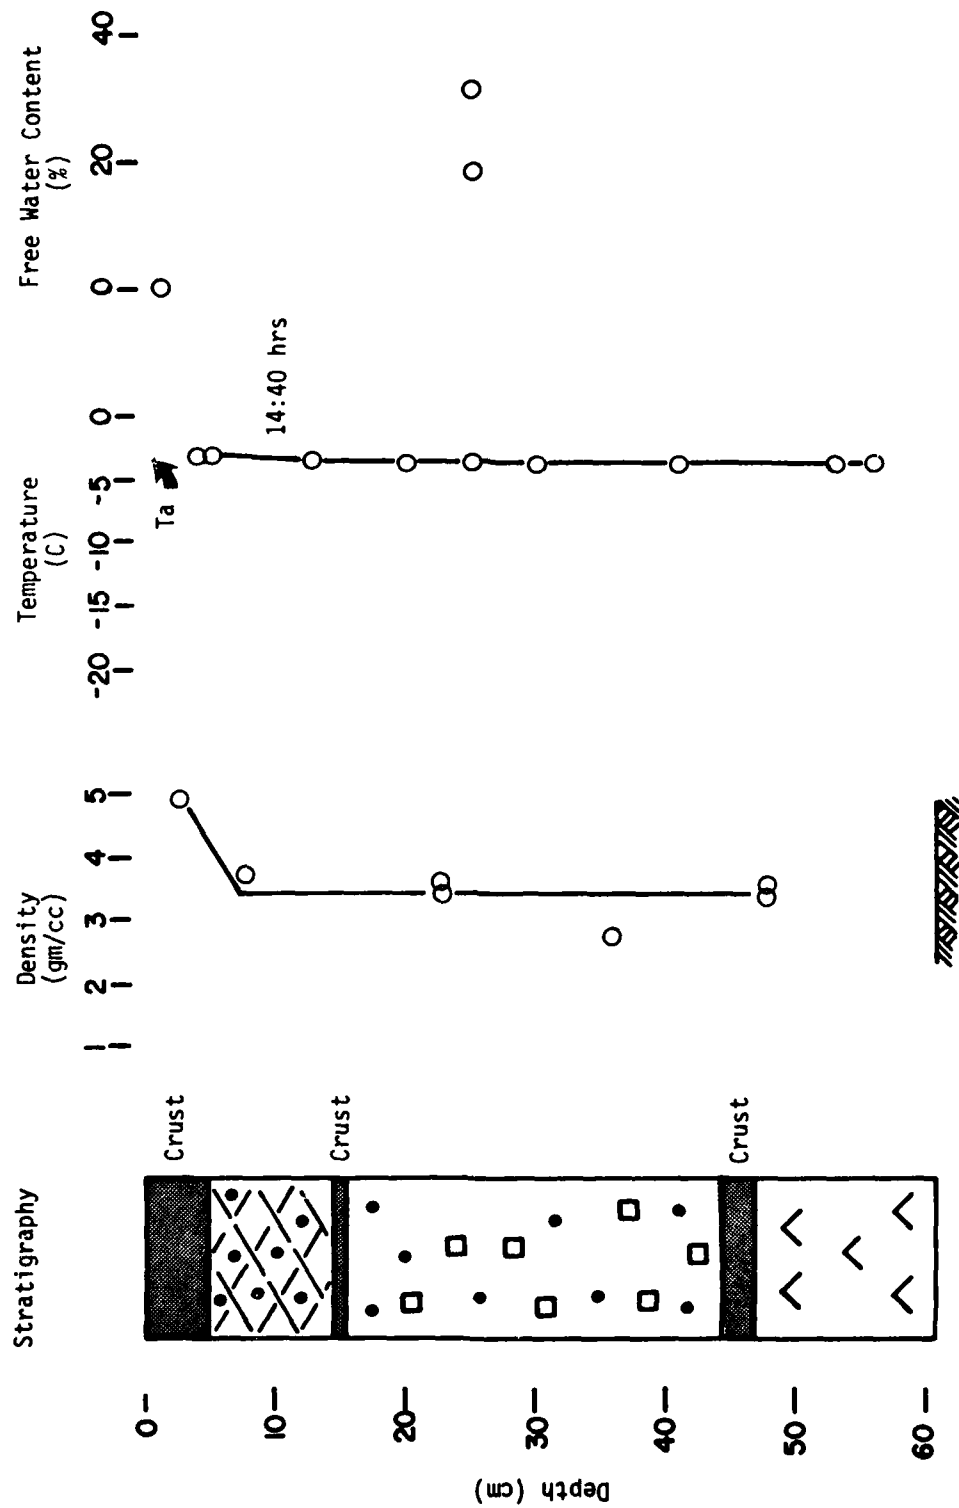 Stratigraphy
Density
(gm/cc)
Temperature
(C)
Free Water Content
(%)
1 2 3 4 5
-20 -15 -10 -5 0
0 20 40
Ta
14:40 hrs
Crust
Crust
Crust
Depth (cm)
0
10
20
30
40
50
60